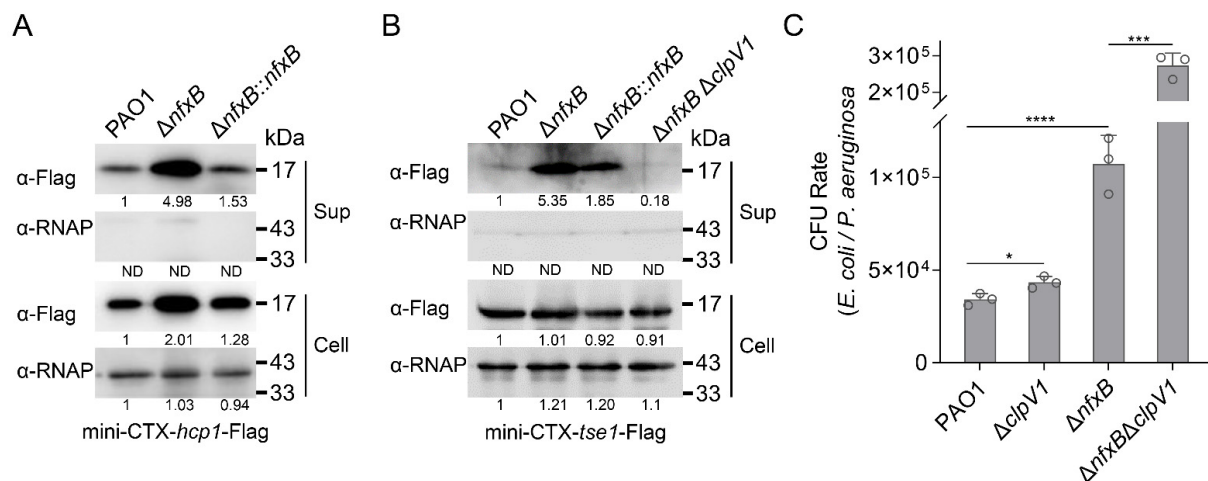 A
PAO1
ΔnfxB
ΔnfxB::nfxB
kDa
α-Flag
17
1 4.98 1.53
Sup
α-RNAP
43
33
ND ND ND
α-Flag
17
1 2.01 1.28
Cell
α-RNAP
43
33
1 1.03 0.94
mini-CTX-hcp1-Flag
B
PAO1
ΔnfxB
ΔnfxB::nfxB
ΔnfxB ΔclpV1
kDa
α-Flag
17
1 5.35 1.85 0.18
Sup
α-RNAP
43
33
ND ND ND ND
α-Flag
17
1 1.01 0.92 0.91
Cell
α-RNAP
43
33
1 1.21 1.20 1.1
mini-CTX-tse1-Flag
C
CFU Rate
(E. coli / P. aeruginosa
3×10⁵
2×10⁵
1×10⁵
5×10⁴
0
***
****
*
PAO1
ΔclpV1
ΔnfxB
ΔnfxBΔclpV1